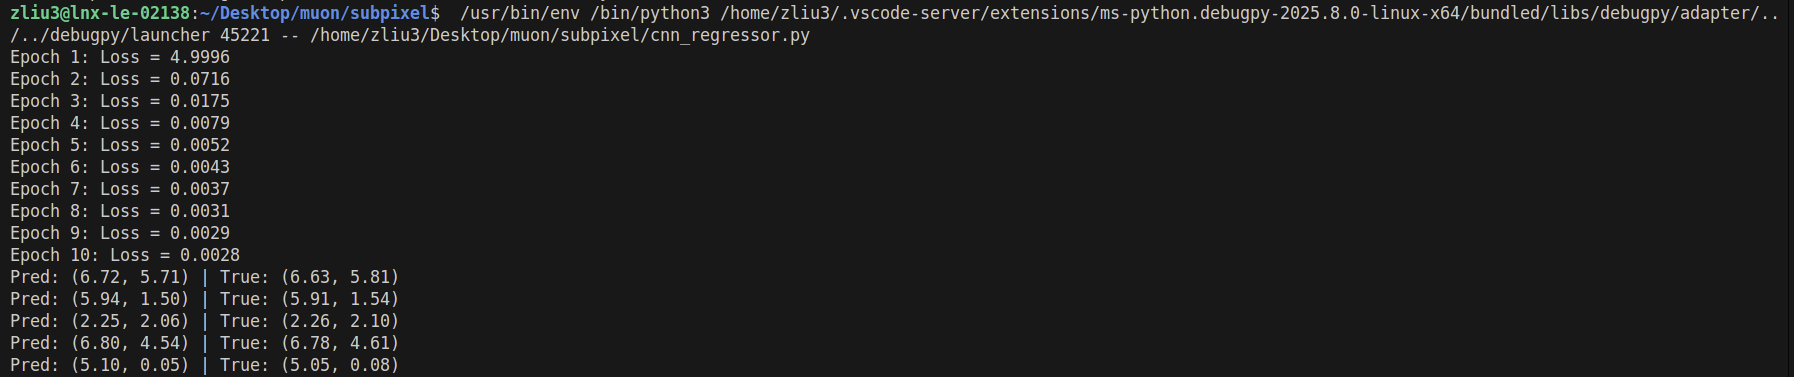 zliu3@lnx-le-02138:~/Desktop/muon/subpixel$  /usr/bin/env /bin/python3 /home/zliu3/.vscode-server/extensions/ms-python.debugpy-2025.8.0-linux-x64/bundled/libs/debugpy/adapter/..
/../debugpy/launcher 45221 -- /home/zliu3/Desktop/muon/subpixel/cnn_regressor.py
Epoch 1: Loss = 4.9996
Epoch 2: Loss = 0.0716
Epoch 3: Loss = 0.0175
Epoch 4: Loss = 0.0079
Epoch 5: Loss = 0.0052
Epoch 6: Loss = 0.0043
Epoch 7: Loss = 0.0037
Epoch 8: Loss = 0.0031
Epoch 9: Loss = 0.0029
Epoch 10: Loss = 0.0028
Pred: (6.72, 5.71) | True: (6.63, 5.81)
Pred: (5.94, 1.50) | True: (5.91, 1.54)
Pred: (2.25, 2.06) | True: (2.26, 2.10)
Pred: (6.80, 4.54) | True: (6.78, 4.61)
Pred: (5.10, 0.05) | True: (5.05, 0.08)